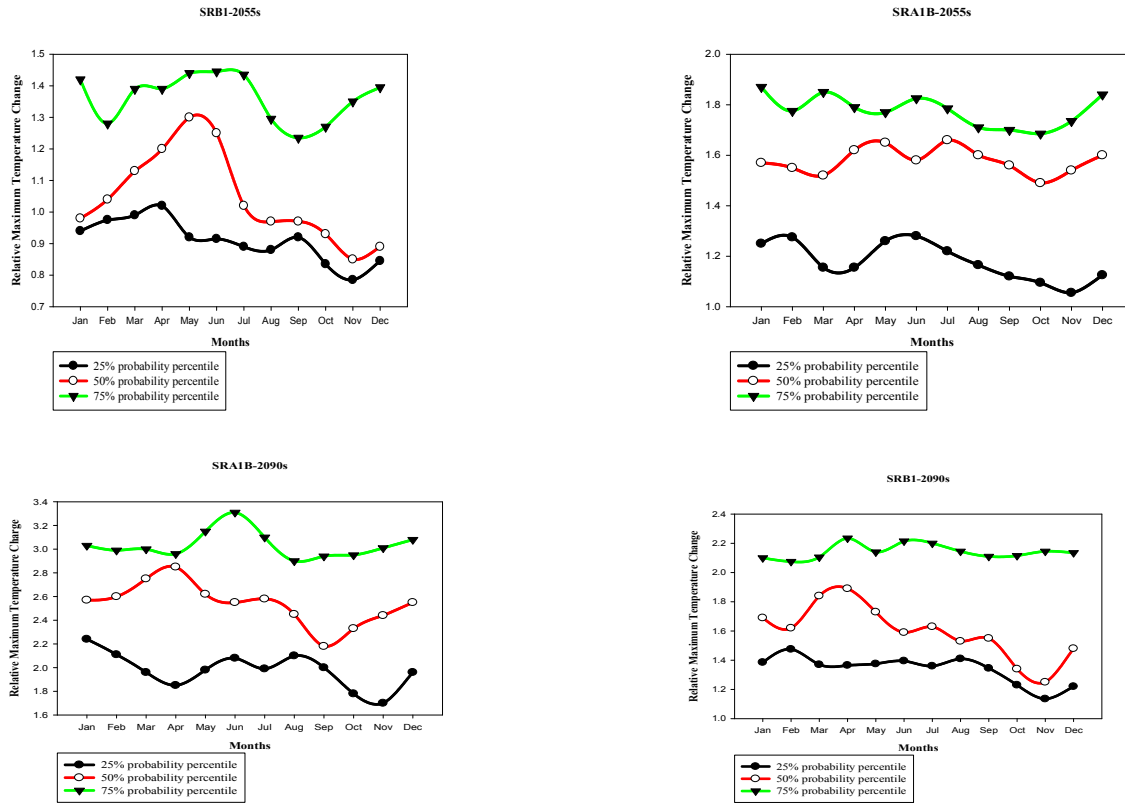 SRB1-2055s
Relative Maximum Temperature Change
1.5
1.4
1.3
1.2
1.1
1.0
0.9
0.8
0.7
Jan Feb Mar Apr May Jun Jul Aug Sep Oct Nov Dec
Months
25% probability percentile
50% probability percentile
75% probability percentile
SRA1B-2055s
Relative Maximum Temperature Change
2.0
1.8
1.6
1.4
1.2
1.0
Jan Feb Mar Apr May Jun Jul Aug Sep Oct Nov Dec
Months
25% probability percentile
50% probability percentile
75% probability percentile
SRA1B-2090s
Relative Maximum Temperature Change
3.4
3.2
3.0
2.8
2.6
2.4
2.2
2.0
1.8
1.6
Jan Feb Mar Apr May Jun Jul Aug Sep Oct Nov Dec
Months
25% probability percentile
50% probability percentile
75% probability percentile
SRB1-2090s
Relative Maximum Temperature Change
2.4
2.2
2.0
1.8
1.6
1.4
1.2
1.0
Jan Feb Mar Apr May Jun Jul Aug Sep Oct Nov Dec
Months
25% probability percentile
50% probability percentile
75% probability percentile